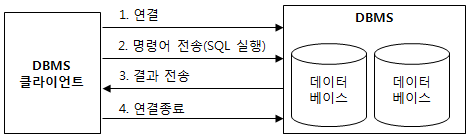 DBMS
클라이언트
1. 연결
2. 명령어 전송(SQL 실행)
3. 결과 전송
4. 연결종료
DBMS
데이터
베이스
데이터
베이스